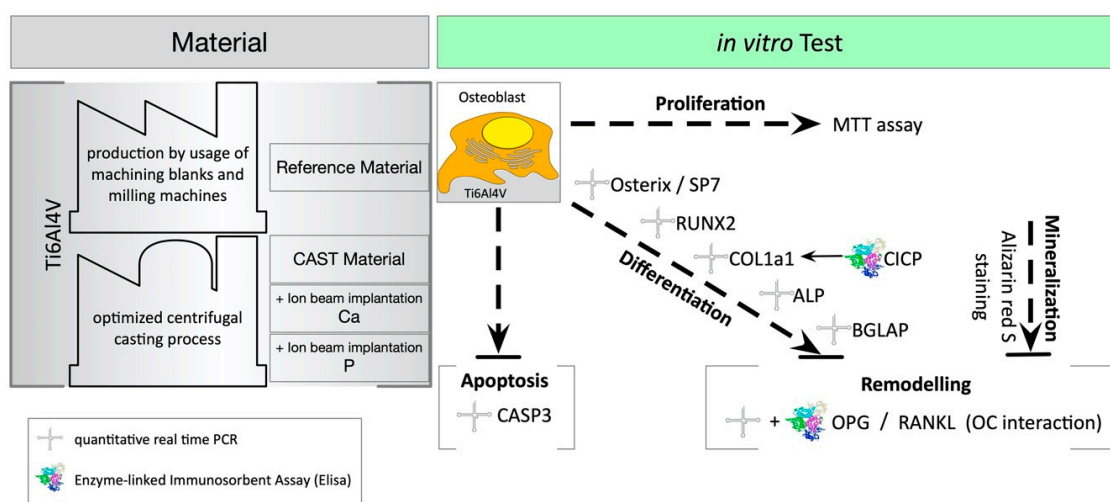 Material
in vitro Test
Ti6Al4V
production by usage of
machining blanks and
milling machines
Reference Material
optimized centrifugal
casting process
CAST Material
+ Ion beam implantation
Ca
+ Ion beam implantation
P
Osteoblast
Ti6Al4V
Proliferation
MTT assay
Osterix / SP7
RUNX2
COL1a1
CICP
ALP
BGLAP
Differentiation
Mineralization
Alizarin red S
staining
Apoptosis
CASP3
Remodelling
+ OPG / RANKL (OC interaction)
quantitative real time PCR
Enzyme-linked Immunosorbent Assay (Elisa)